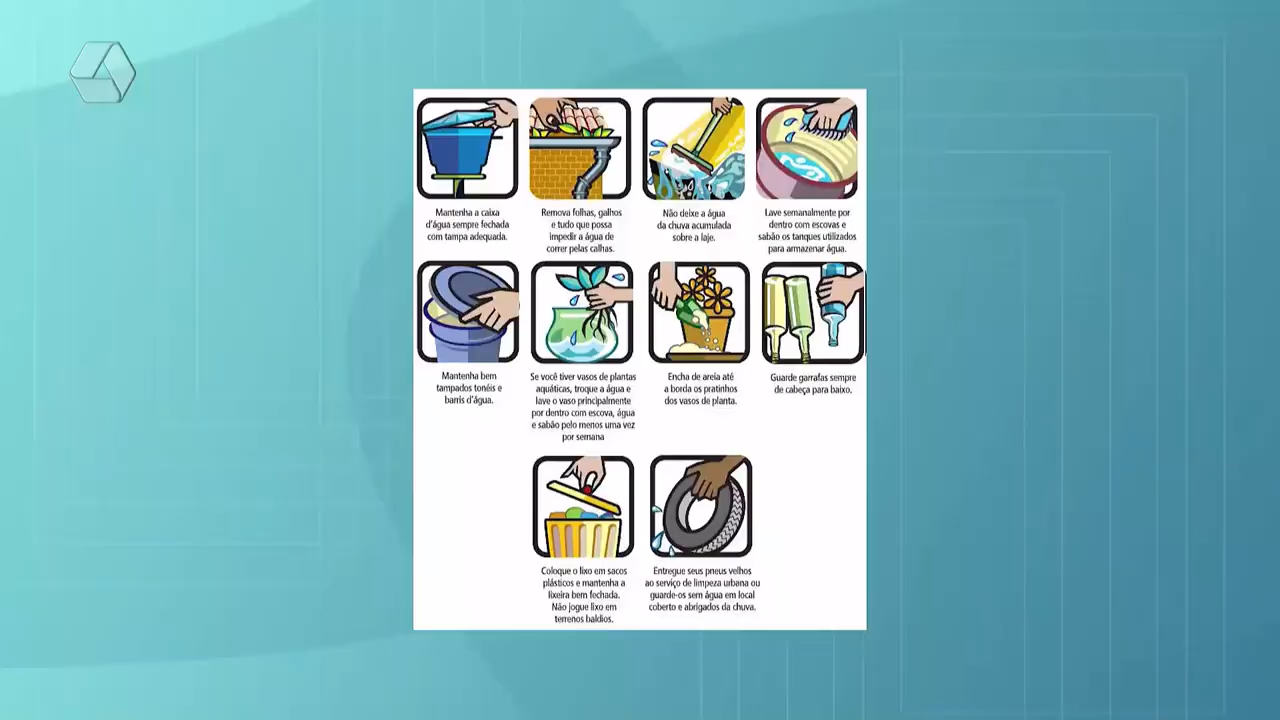 Mantenha a caixa
d'água sempre fechada
com tampa adequada.
Remova folhas, galhos
e tudo que possa
impedir a água de
correr pelas calhas.
Não deixe a água
da chuva acumulada
sobre a laje.
Lave semanalmente por
dentro com escovas e
sabão os tanques utilizados
para armazenar água.
Mantenha bem
tampados tonéis e
barris d'água.
Se você tiver vasos de plantas
aquáticas, troque a água e
lave o vaso principalmente
por dentro com escova, água
e sabão pelo menos uma vez
por semana
Encha de areia até
a borda os pratinhos
dos vasos de planta.
Guarde garrafas sempre
de cabeça para baixo.
Coloque o lixo em sacos
plásticos e mantenha a
lixeira bem fechada.
Não jogue lixo em
terrenos baldios.
Entregue seus pneus velhos
ao serviço de limpeza urbana ou
guarde-os sem água em local
coberto e abrigados da chuva.